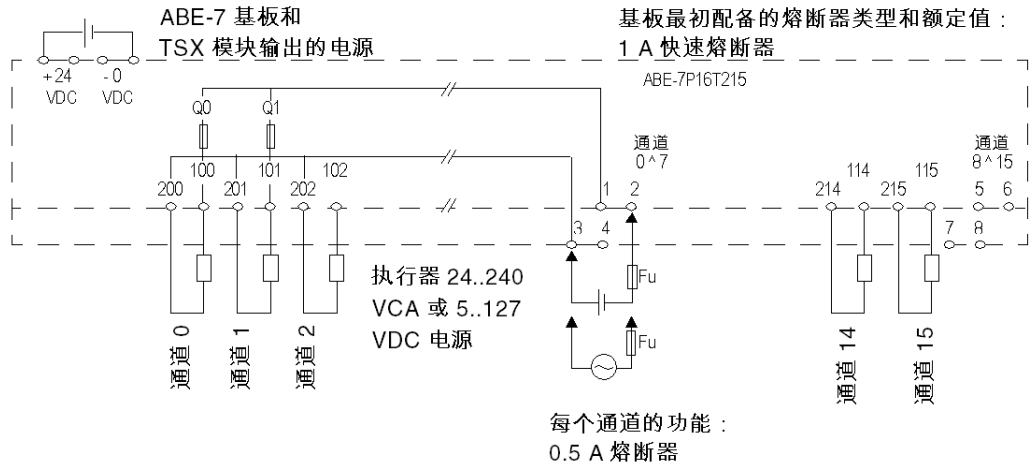 ABE-7 基板和
TSX 模块输出的电源
基板最初配备的熔断器类型和额定值：
1 A 快速熔断器
+24 VDC
-0 VDC
ABE-7P16T215
Q0
Q1
通道 0^7
通道 8^15
200
100
201
101
202
102
1
2
3
4
214
114
215
115
5
6
7
8
执行器 24..240
VCA 或 5..127
VDC 电源
Fu
Fu
通道 0
通道 1
通道 2
通道 14
通道 15
每个通道的功能：
0.5 A 熔断器